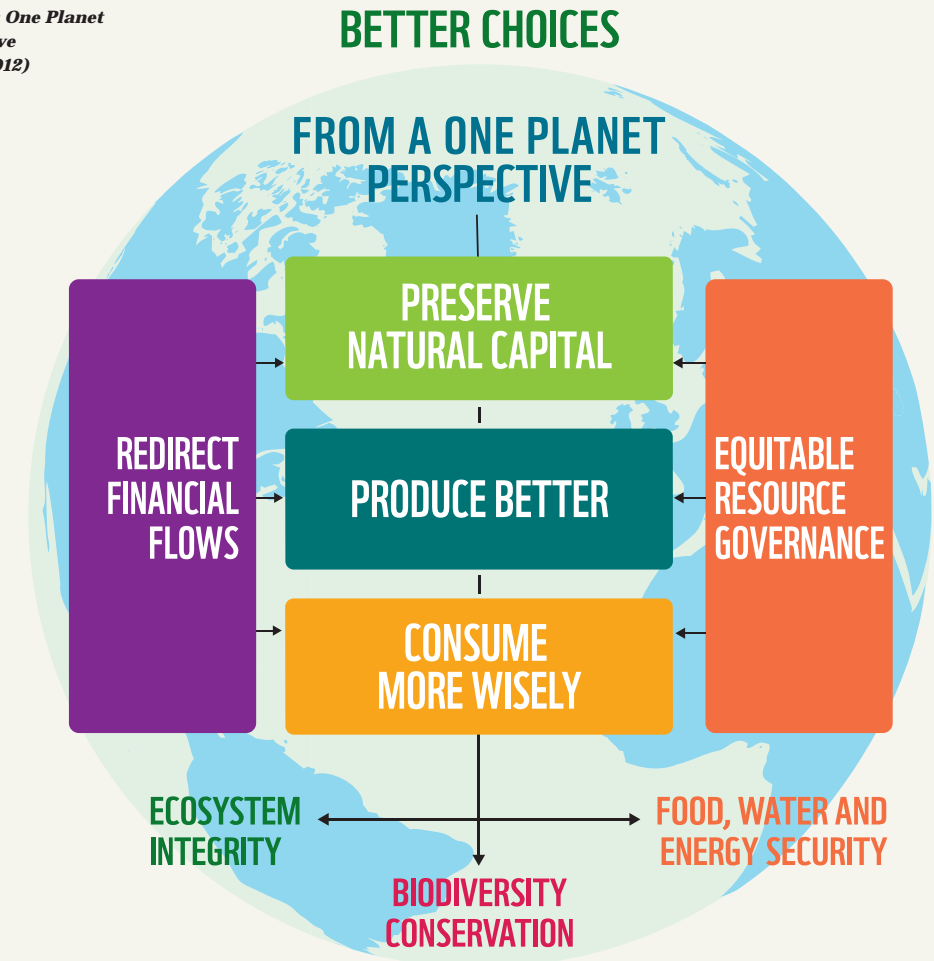 One Planet
BETTER CHOICES
FROM A ONE PLANET
PERSPECTIVE
PRESERVE
NATURAL CAPITAL
REDIRECT
FINANCIAL
FLOWS
PRODUCE BETTER
EQUITABLE
RESOURCE
GOVERNANCE
CONSUME
MORE WISELY
ECOSYSTEM
INTEGRITY
FOOD, WATER AND
ENERGY SECURITY
BIODIVERSITY
CONSERVATION